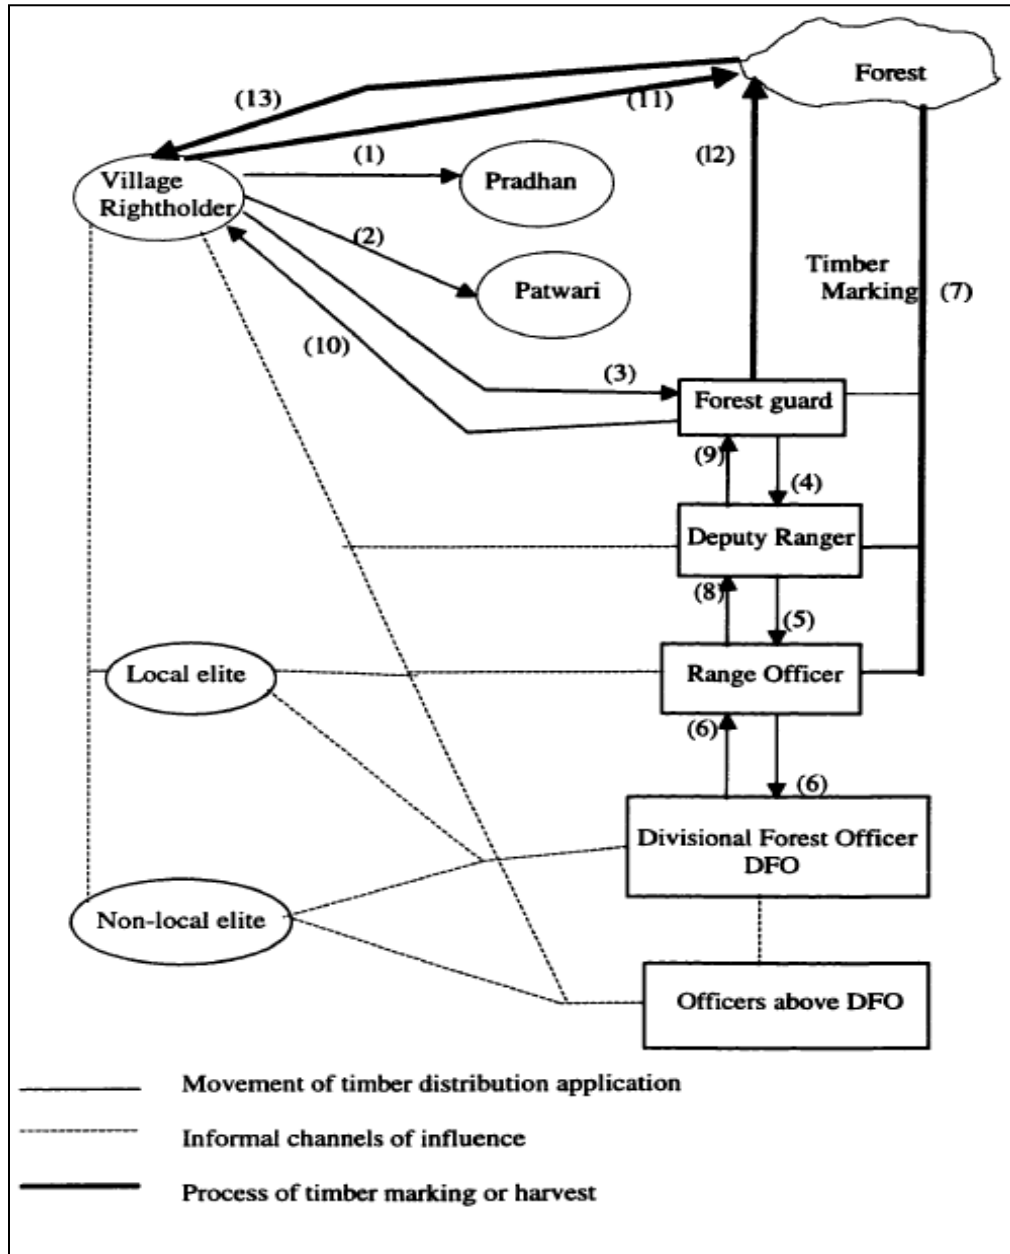 Forest
(13)
(11)
(1)
(12)
Village
Rightholder
Pradhan
(2)
Timber
Marking
(7)
Patwari
(10)
(3)
Forest guard
(9)
(4)
Deputy Ranger
(8)
(5)
Local elite
Range Officer
(6)
(6)
Divisional Forest Officer
DFO
Non-local elite
Officers above DFO
Movement of timber distribution application
Informal channels of influence
Process of timber marking or harvest